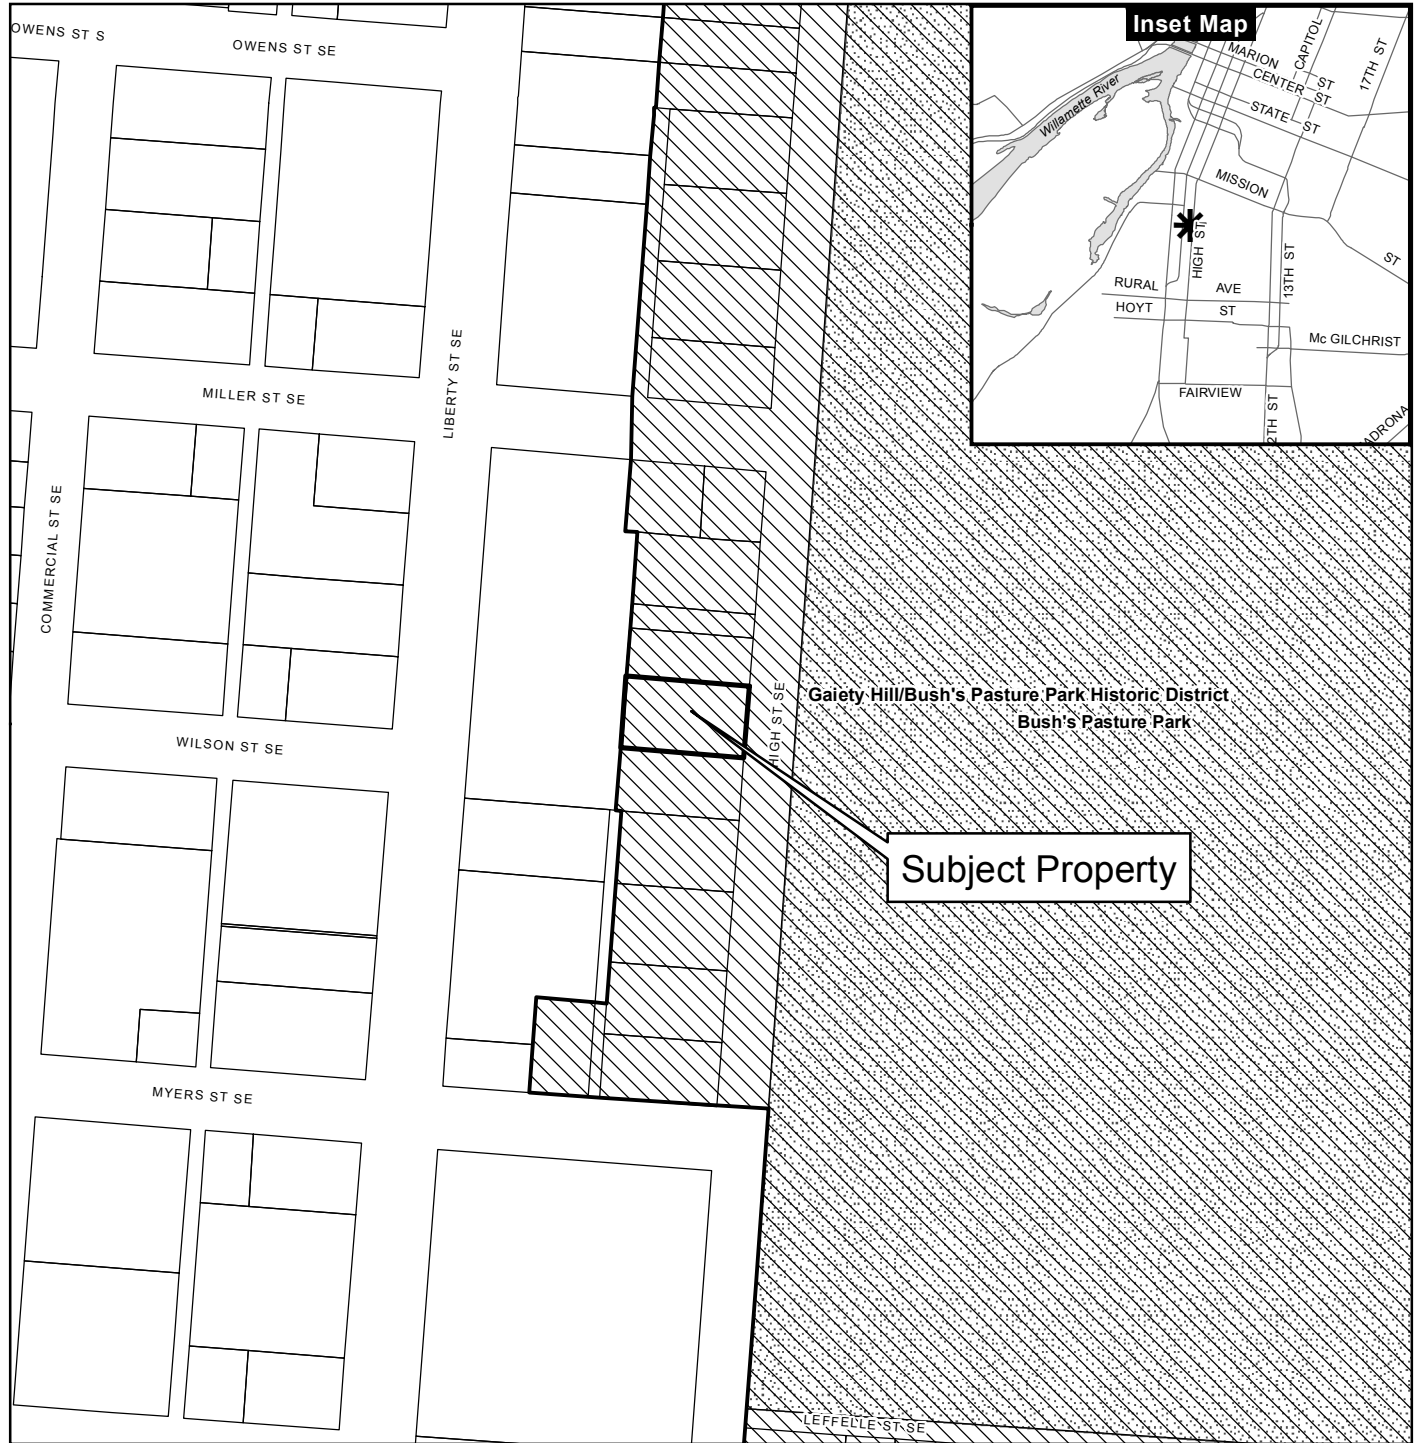 OWENS ST S
OWENS ST SE
MILLER ST SE
LIBERTY ST SE
COMMERCIAL ST SE
WILSON ST SE
HIGH ST SE
Gaiety Hill/Bush's Pasture Park Historic District
Bush's Pasture Park
Subject Property
MYERS ST SE
LEFFELLE ST SE
Inset Map
Willamette River
MARION ST
CENTER ST
STATE ST
CAPITOL
17TH ST
MISSION ST
HIGH ST
13TH ST
RURAL AVE
HOYT ST
Mc GILCHRIST
FAIRVIEW
2TH ST
ADRONA